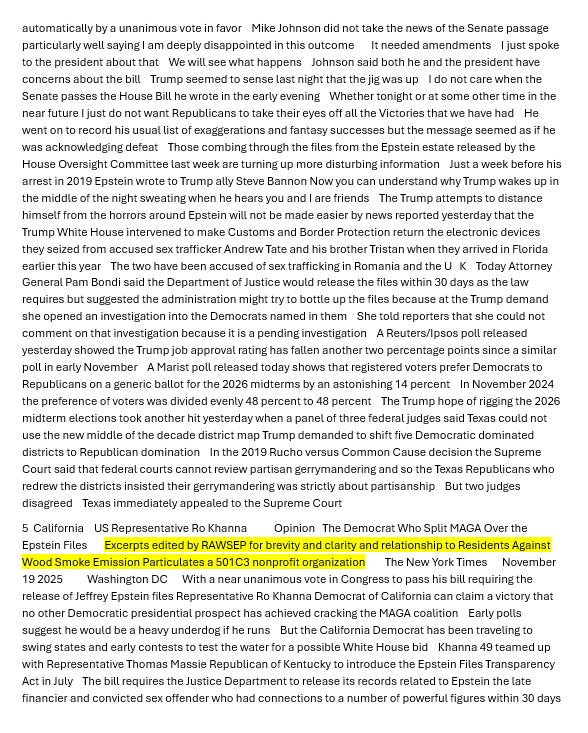 automatically by a unanimous vote in favor    Mike Johnson did not take the news of the Senate passage
particularly well saying I am deeply disappointed in this outcome      It needed amendments    I just spoke
to the president about that    We will see what happens    Johnson said both he and the president have
concerns about the bill    Trump seemed to sense last night that the jig was up    I do not care when the
Senate passes the House Bill he wrote in the early evening    Whether tonight or at some other time in the
near future I just do not want Republicans to take their eyes off all the Victories that we have had    He
went on to record his usual list of exaggerations and fantasy successes but the message seemed as if he
was acknowledging defeat    Those combing through the files from the Epstein estate released by the
House Oversight Committee last week are turning up more disturbing information    Just a week before his
arrest in 2019 Epstein wrote to Trump ally Steve Bannon Now you can understand why Trump wakes up in
the middle of the night sweating when he hears you and I are friends    The Trump attempts to distance
himself from the horrors around Epstein will not be made easier by news reported yesterday that the
Trump White House intervened to make Customs and Border Protection return the electronic devices
they seized from accused sex trafficker Andrew Tate and his brother Tristan when they arrived in Florida
earlier this year    The two have been accused of sex trafficking in Romania and the U   K    Today Attorney
General Pam Bondi said the Department of Justice would release the files within 30 days as the law
requires but suggested the administration might try to bottle up the files because at the Trump demand
she opened an investigation into the Democrats named in them    She told reporters that she could not
comment on that investigation because it is a pending investigation    A Reuters/Ipsos poll released
yesterday showed the Trump job approval rating has fallen another two percentage points since a similar
poll in early November    A Marist poll released today shows that registered voters prefer Democrats to
Republicans on a generic ballot for the 2026 midterms by an astonishing 14 percent    In November 2024
the preference of voters was divided evenly 48 percent to 48 percent    The Trump hope of rigging the 2026
midterm elections took another hit yesterday when a panel of three federal judges said Texas could not
use the new middle of the decade district map Trump demanded to shift five Democratic dominated
districts to Republican domination    In the 2019 Rucho versus Common Cause decision the Supreme
Court said that federal courts cannot review partisan gerrymandering and so the Texas Republicans who
redrew the districts insisted their gerrymandering was strictly about partisanship    But two judges
disagreed    Texas immediately appealed to the Supreme Court
5  California    US Representative Ro Khanna          Opinion   The Democrat Who Split MAGA Over the
Epstein Files      Excerpts edited by RAWSEP for brevity and clarity and relationship to Residents Against
Wood Smoke Emission Particulates a 501C3 nonprofit organization       The New York Times      November
19 2025         Washington DC      With a near unanimous vote in Congress to pass his bill requiring the
release of Jeffrey Epstein files Representative Ro Khanna Democrat of California can claim a victory that
no other Democratic presidential prospect has achieved cracking the MAGA coalition    Early polls
suggest he would be a heavy underdog if he runs    But the California Democrat has been traveling to
swing states and early contests to test the water for a possible White House bid    Khanna 49 teamed up
with Representative Thomas Massie Republican of Kentucky to introduce the Epstein Files Transparency
Act in July    The bill requires the Justice Department to release its records related to Epstein the late
financier and convicted sex offender who had connections to a number of powerful figures within 30 days